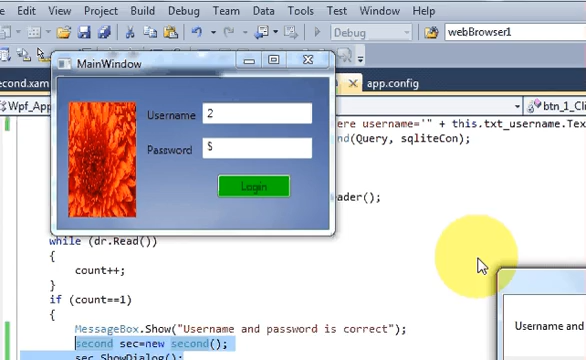 Edit View Project Build Debug Team Data Tools Test Window Help
Debug webBrowser1
MainWindow
econd.xam app.config
Wpf_App btn_1_Cli
Username 2
ere username='" + this.txt_username.Tex
nd(Query, sqliteCon);
Password $
Login
eader();
while (dr.Read())
{
count++;
}
if (count==1)
{
MessageBox.Show("Username and password is correct");
second sec=new second();
sec.ShowDialog();
Username and